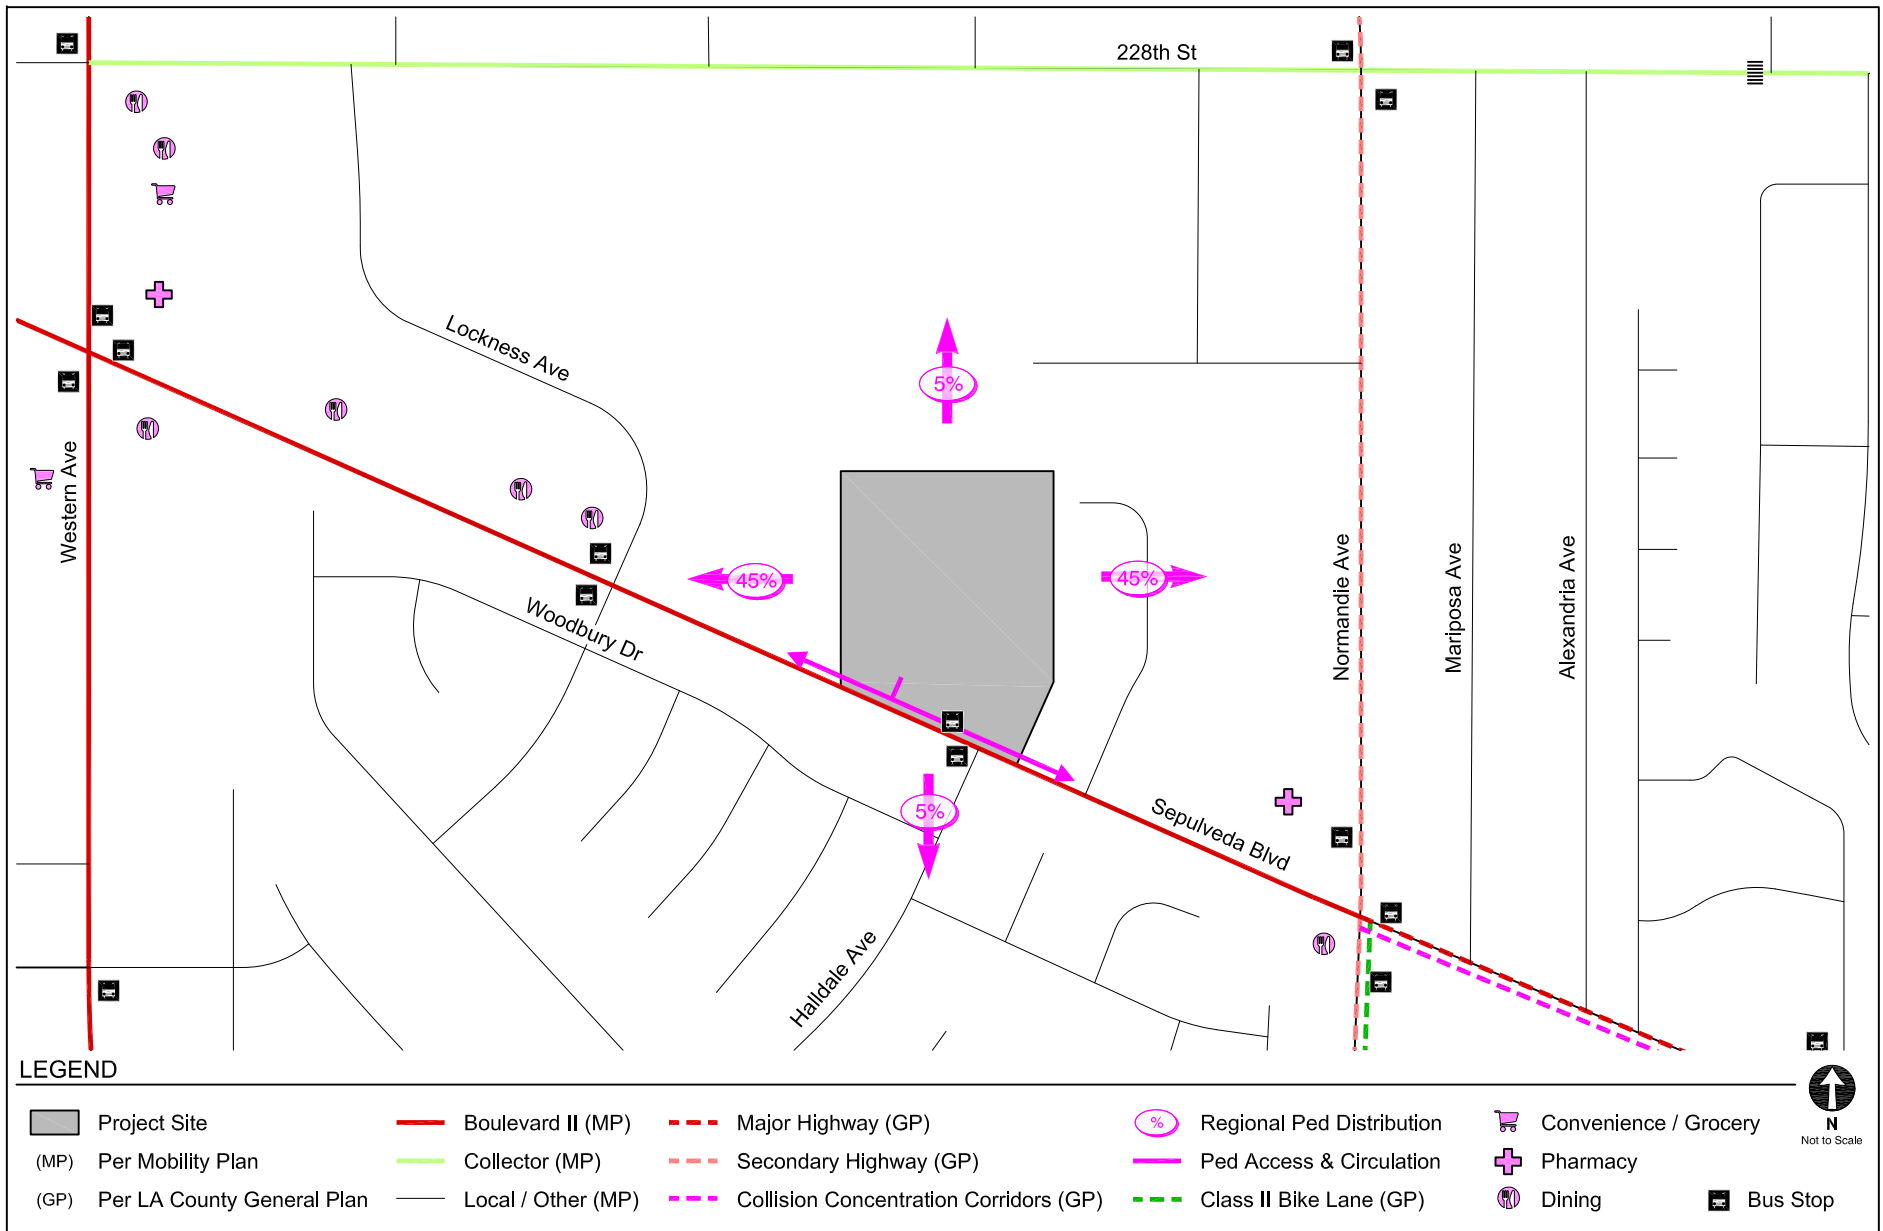 228th St
Lockness Ave
5%
Western Ave
45%
45%
Woodbury Dr
Normandie Ave
Mariposa Ave
Alexandria Ave
5%
Sepulveda Blvd
Halldale Ave
LEGEND
Project Site
Boulevard II (MP)
Major Highway (GP)
% Regional Ped Distribution
Convenience / Grocery
N
Not to Scale
(MP) Per Mobility Plan
Collector (MP)
Secondary Highway (GP)
Ped Access & Circulation
Pharmacy
(GP) Per LA County General Plan
Local / Other (MP)
Collision Concentration Corridors (GP)
Class II Bike Lane (GP)
Dining
Bus Stop